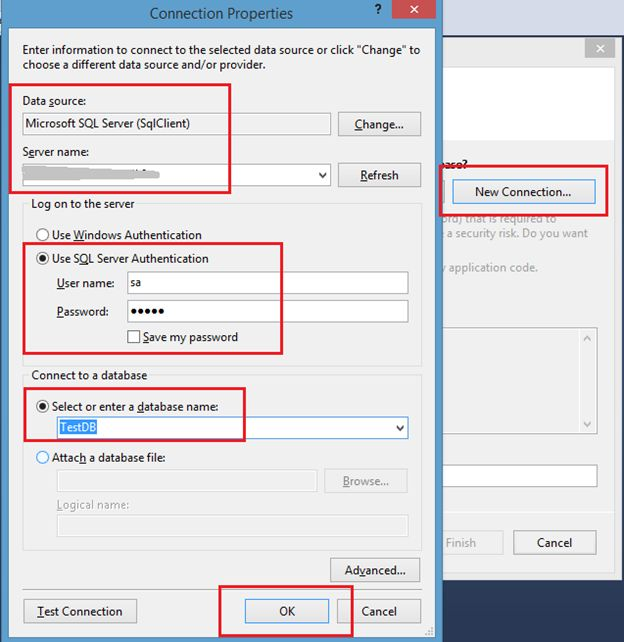 Connection Properties
?
Enter information to connect to the selected data source or click "Change" to
choose a different data source and/or provider.
Data source:
Microsoft SQL Server (SqlClient)
Change...
Server name:
Refresh
Log on to the server
Use Windows Authentication
Use SQL Server Authentication
User name:
sa
Password:
•••••
Save my password
Connect to a database
Select or enter a database name:
TestDB
Attach a database file:
Browse...
Logical name:
Advanced...
Test Connection
OK
Cancel
New Connection...
that is required to
a security risk. Do you want
application code.
Finish
Cancel